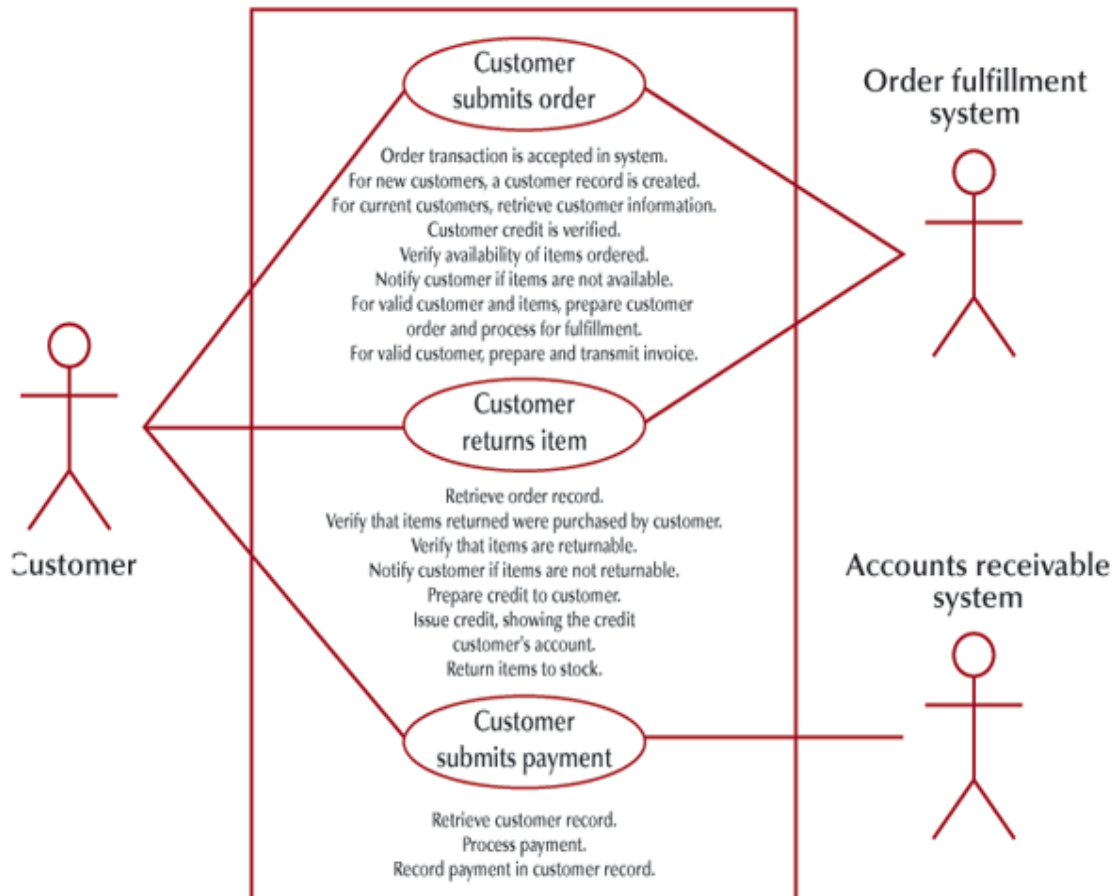 Customer
submits order
Order fulfillment
system
Order transaction is accepted in system.
For new customers, a customer record is created.
For current customers, retrieve customer information.
Customer credit is verified.
Verify availability of items ordered.
Notify customer if items are not available.
For valid customer and items, prepare customer
order and process for fulfillment.
For valid customer, prepare and transmit invoice.
Customer
Customer
returns item
Retrieve order record.
Verify that items returned were purchased by customer.
Verify that items are returnable.
Notify customer if items are not returnable.
Prepare credit to customer.
Issue credit, showing the credit
customer's account.
Return items to stock.
Accounts receivable
system
Customer
submits payment
Retrieve customer record.
Process payment.
Record payment in customer record.